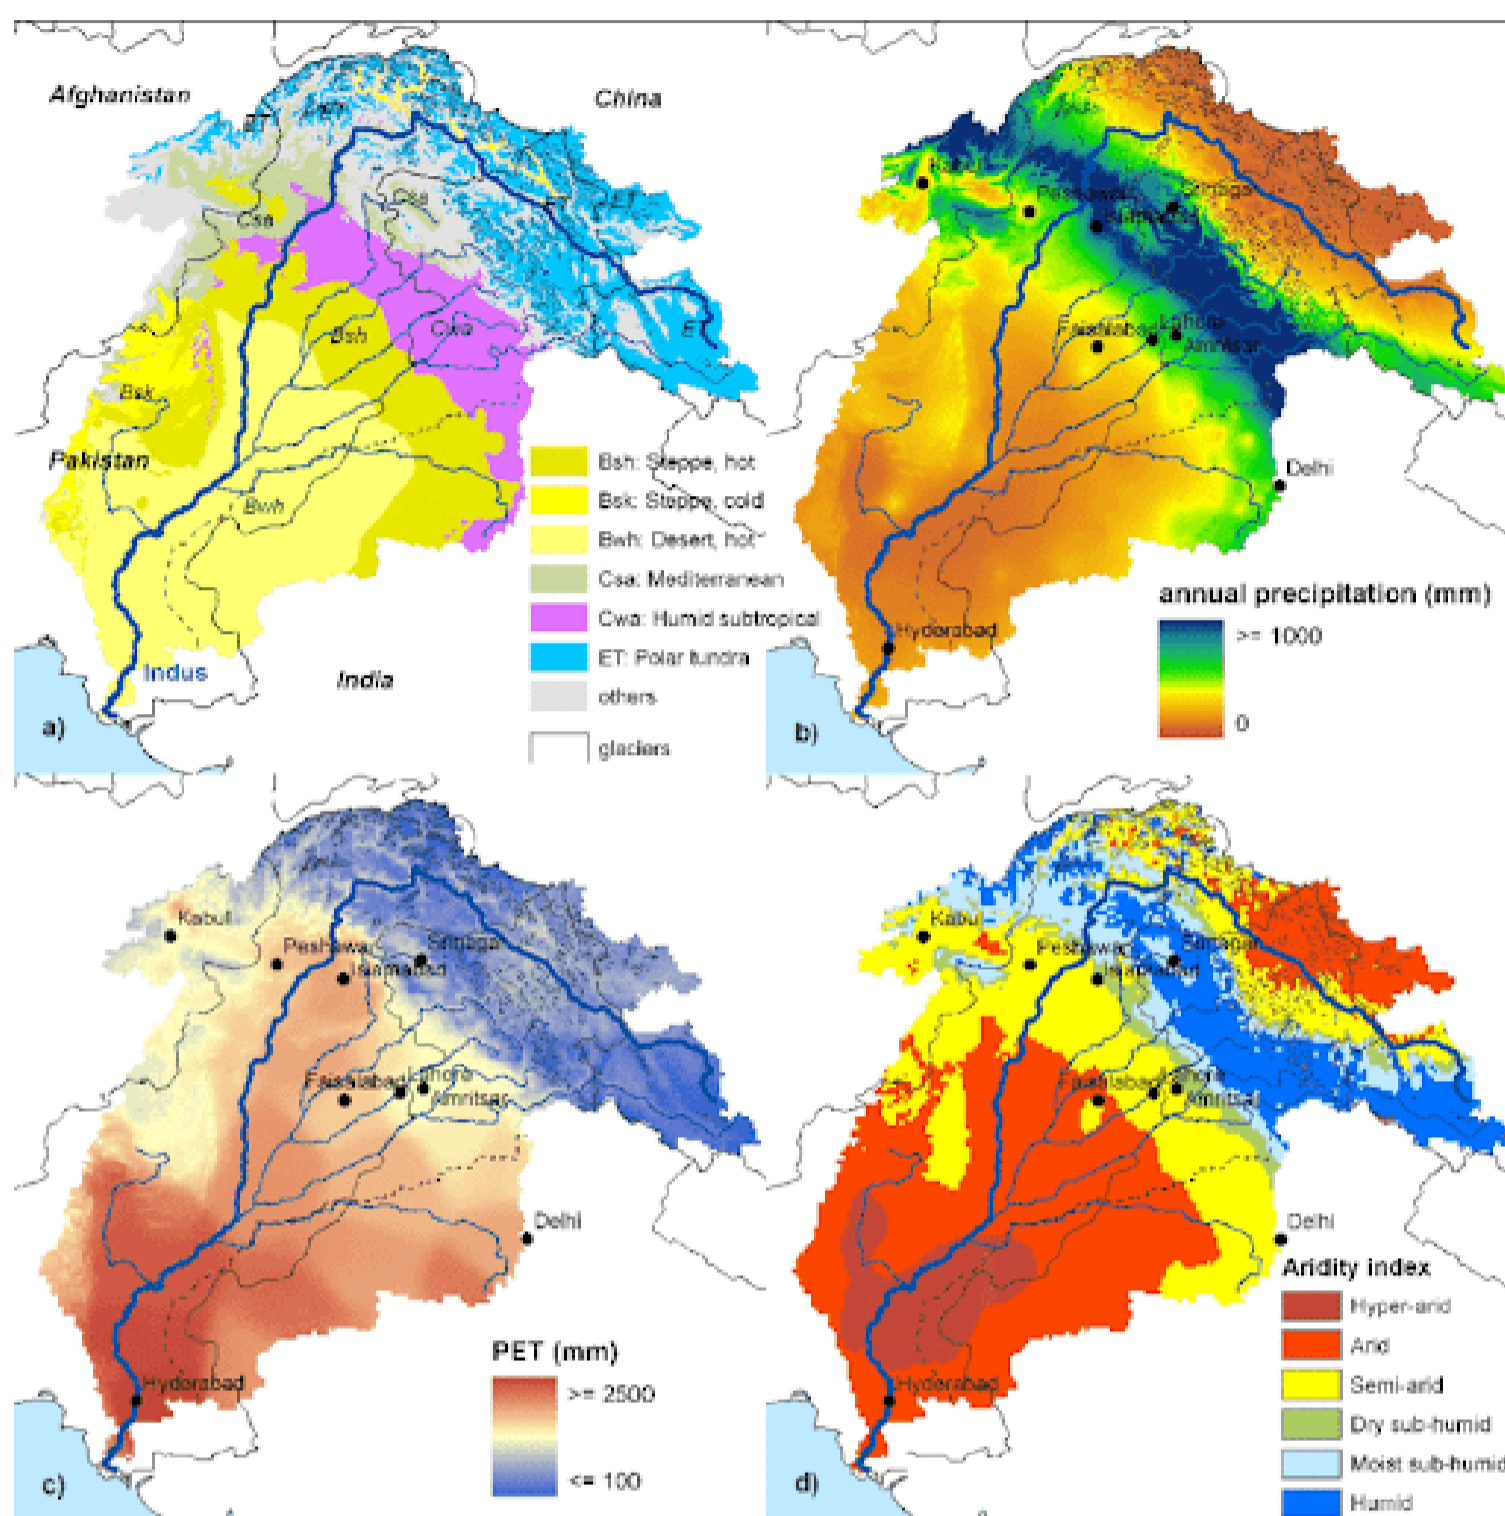 Afghanistan
China
ET
Csa
Csa
ET
Bsh
Cwa
Bsk
Pakistan
Bwh
Indus
India
a)
Bsh: Steppe, hot
Bsk: Steppe, cold
Bwh: Desert, hot
Csa: Mediterranean
Cwa: Humid subtropical
ET: Polar tundra
others
glaciers
Kabul
Peshawar
Islamabad
Srinagar
Faisalabad
Lahore
Amritsar
Delhi
Hyderabad
annual precipitation (mm)
>= 1000
0
b)
Kabul
Peshawar
Islamabad
Srinagar
Faisalabad
Lahore
Amritsar
Delhi
Hyderabad
PET (mm)
>= 2500
<= 100
c)
Kabul
Peshawar
Islamabad
Srinagar
Faisalabad
Lahore
Amritsar
Delhi
Hyderabad
Aridity index
Hyper-arid
Arid
Semi-arid
Dry sub-humid
Moist sub-humid
Humid
d)